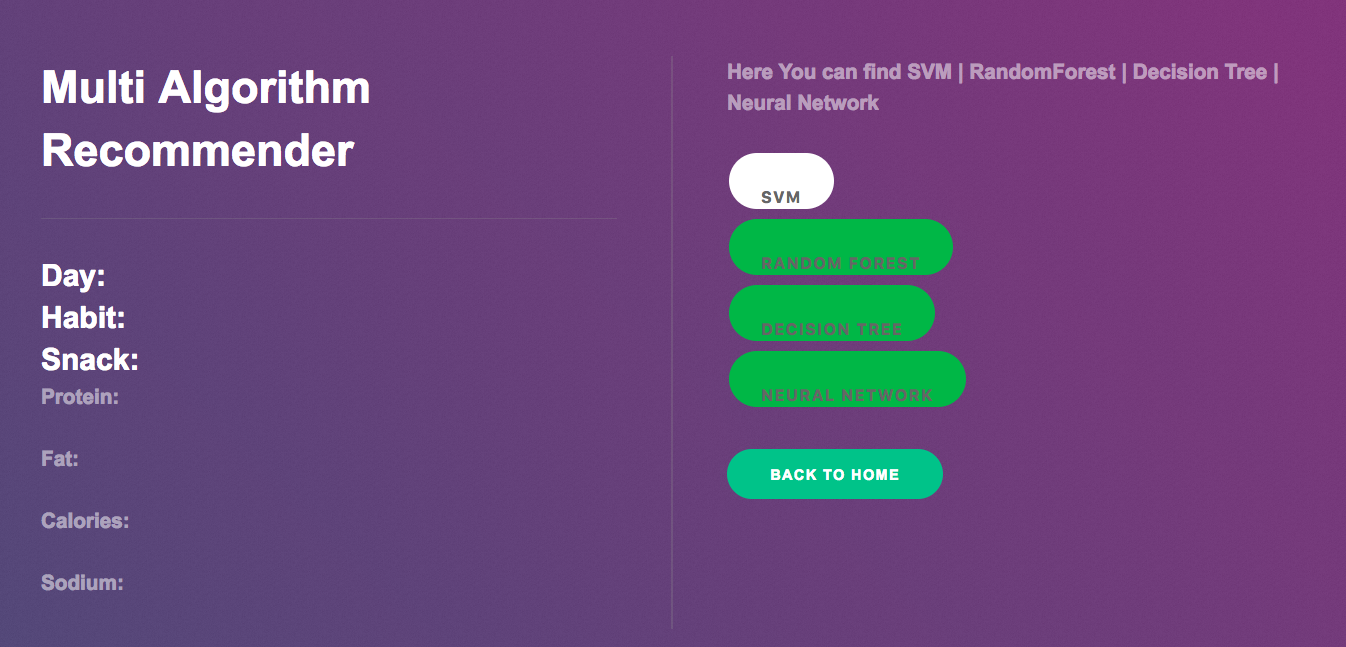 Multi Algorithm
Recommender
Day:
Habit:
Snack:
Protein:
Fat:
Calories:
Sodium:
Here You can find SVM | RandomForest | Decision Tree |
Neural Network
SVM
RANDOM FOREST
DECISION TREE
NEURAL NETWORK
BACK TO HOME